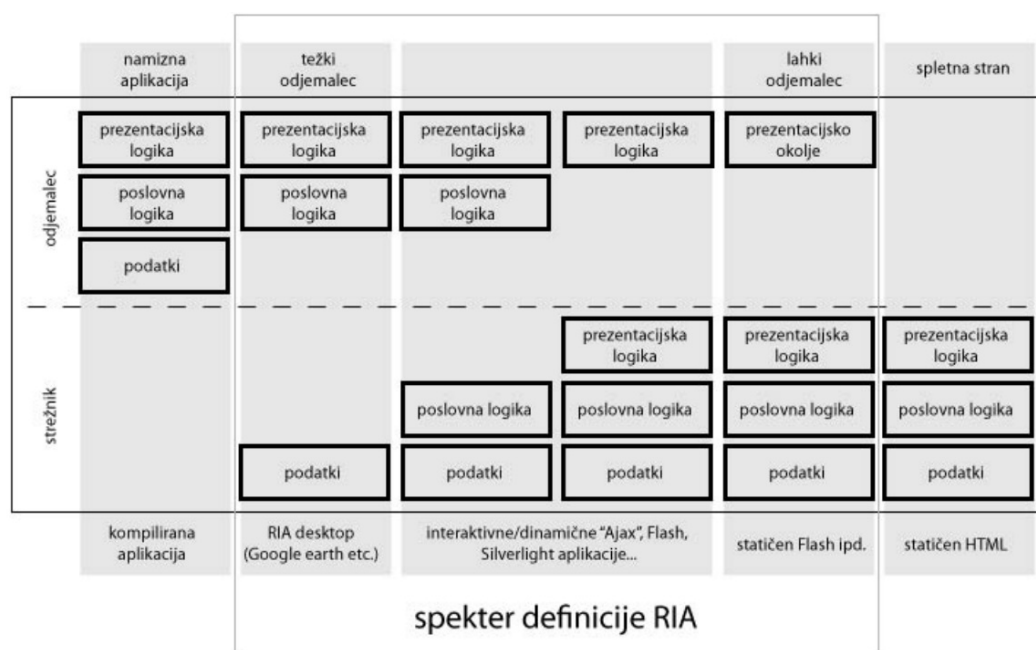 namizna
aplikacija
težki
odjemalec
lahki
odjemalec
spletna stran
odjemalec
prezentacijska
logika
prezentacijska
logika
prezentacijska
logika
prezentacijska
logika
prezentacijsko
okolje
poslovna
logika
poslovna
logika
poslovna
logika
podatki
strežnik
prezentacijska
logika
prezentacijska
logika
prezentacijska
logika
poslovna logika
poslovna logika
poslovna logika
poslovna logika
podatki
podatki
podatki
podatki
podatki
kompilirana
aplikacija
RIA desktop
(Google earth etc.)
interaktivne/dinamične “Ajax”, Flash,
Silverlight aplikacije...
statičen Flash ipd.
statičen HTML
spekter definicije RIA